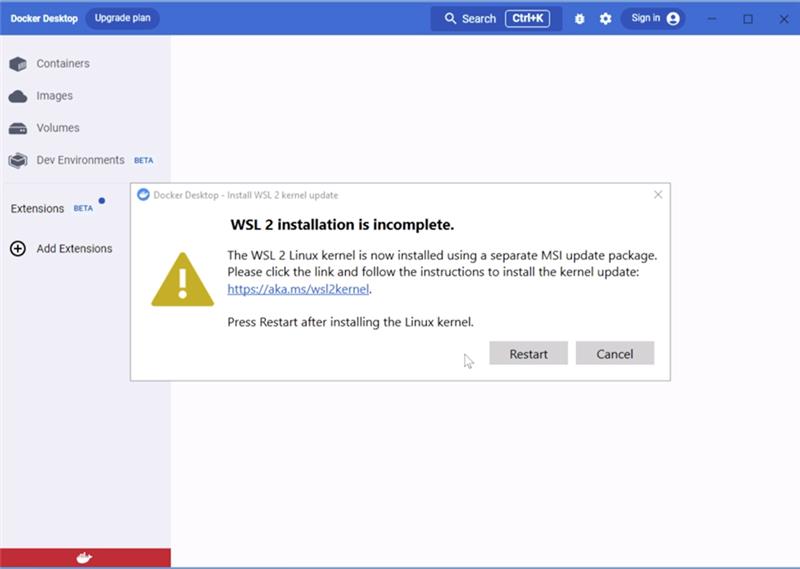 Docker Desktop Upgrade plan Search Ctrl+K Sign in
Containers
Images
Volumes
Dev Environments BETA
Extensions BETA
Add Extensions
Docker Desktop - Install WSL 2 kernel update
WSL 2 installation is incomplete.
The WSL 2 Linux kernel is now installed using a separate MSI update package.
Please click the link and follow the instructions to install the kernel update:
https://aka.ms/wsl2kernel.
Press Restart after installing the Linux kernel.
Restart Cancel